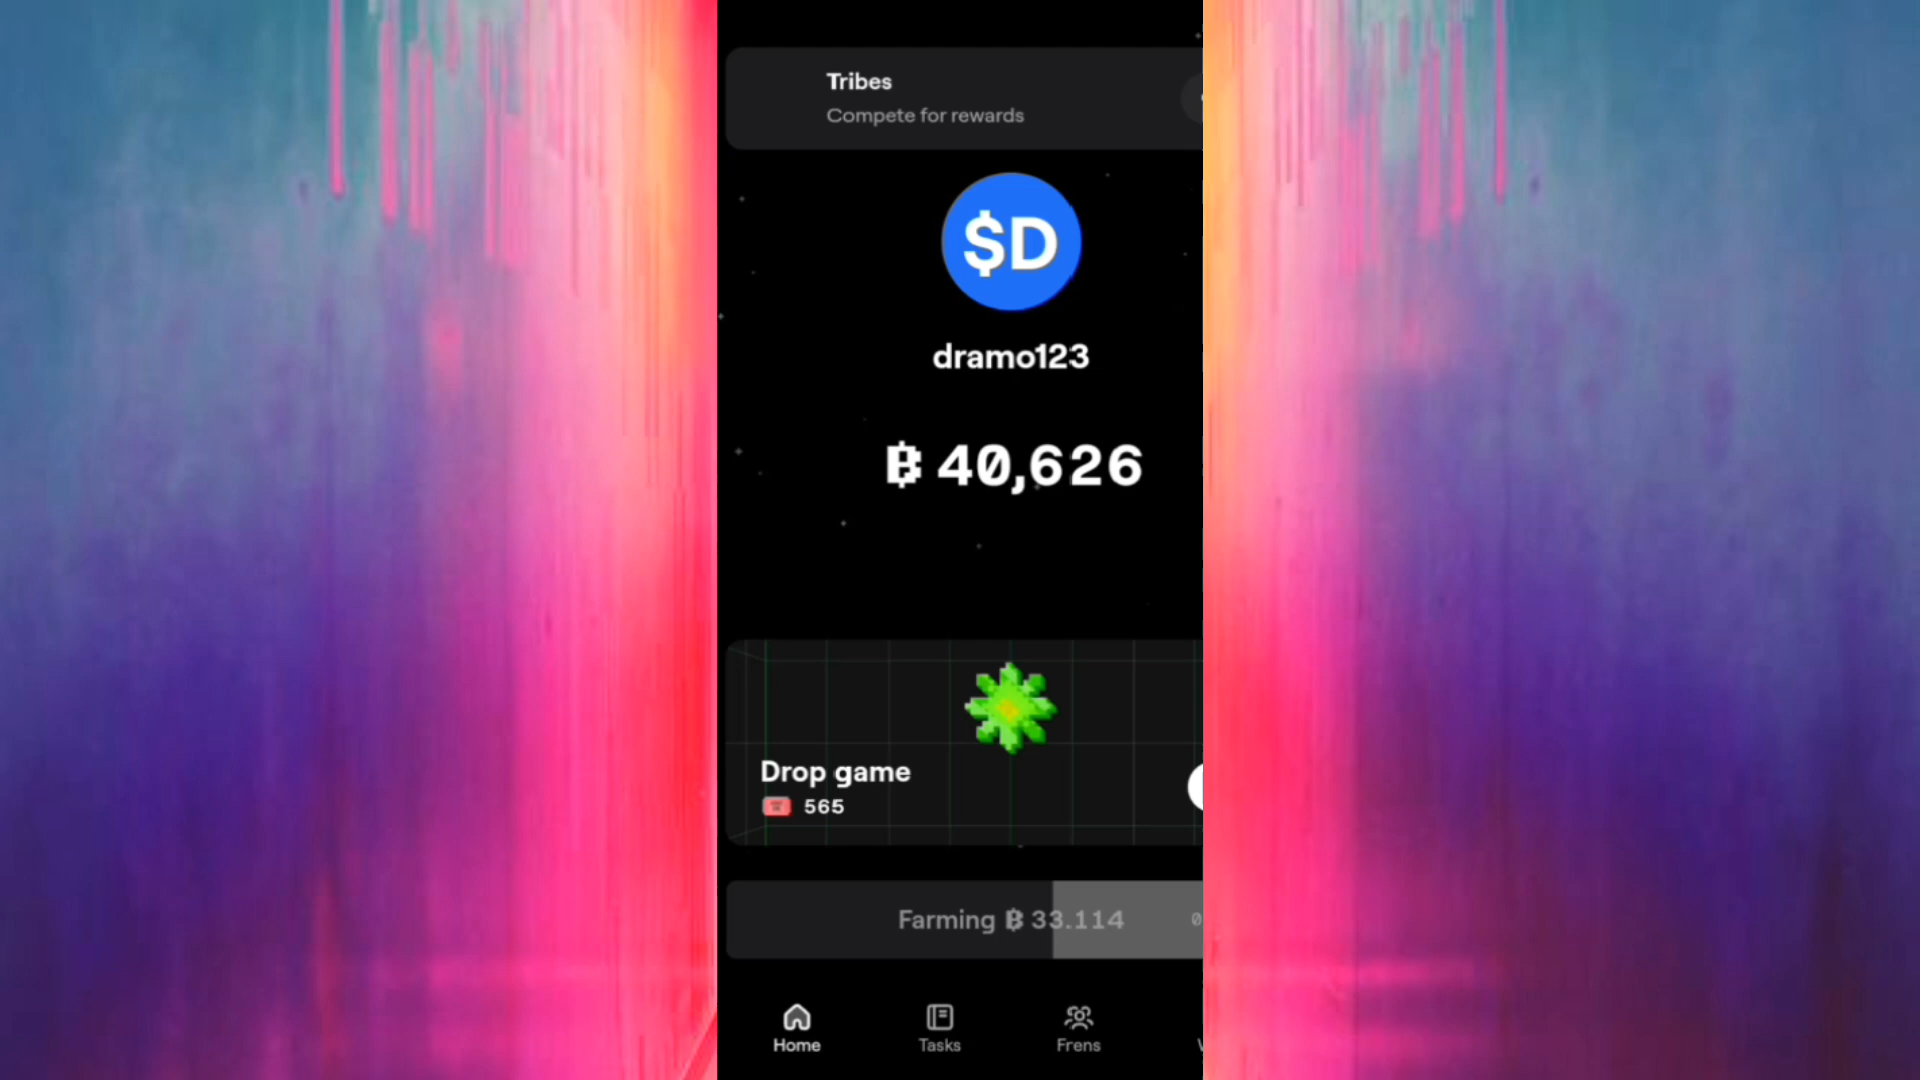 Tribes
Compete for rewards
$D
dramo123
฿ 40,626
Drop game
565
Farming ฿ 33.114
Home
Tasks
Frens